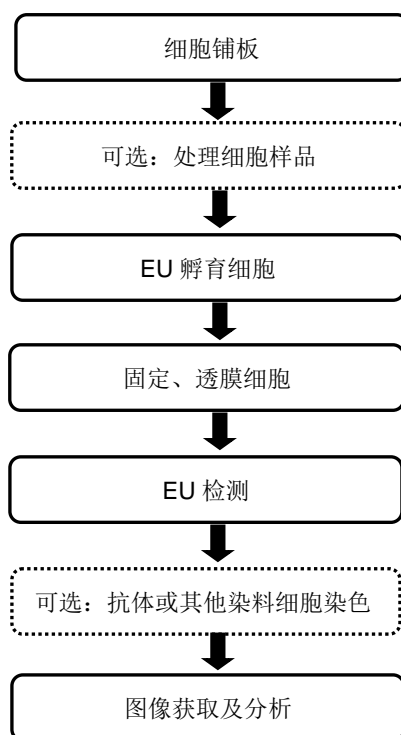 细胞铺板
可选：处理细胞样品
EU 孵育细胞
固定、透膜细胞
EU 检测
可选：抗体或其他染料细胞染色
图像获取及分析